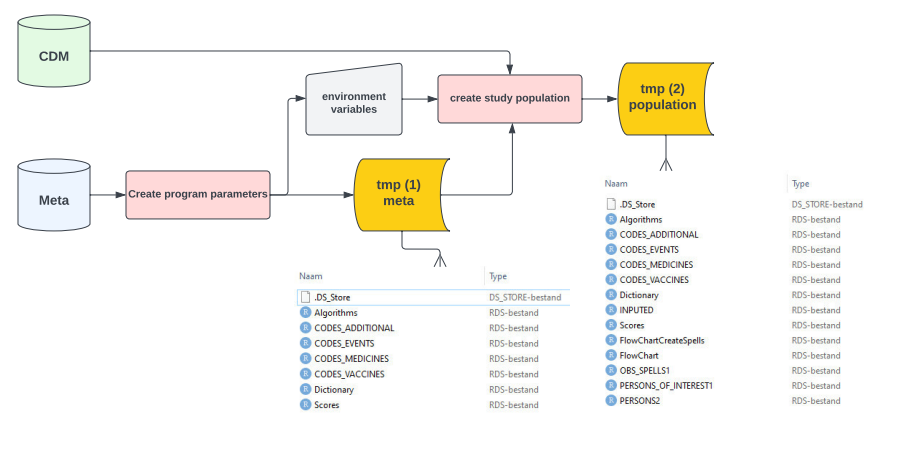 CDM
environment
variables
create study population
tmp (2)
population
Meta
Create program parameters
tmp (1)
meta
Naam Type
.DS_Store DS_STORE-bestand
Algorithms RDS-bestand
CODES_ADDITIONAL RDS-bestand
CODES_EVENTS RDS-bestand
CODES_MEDICINES RDS-bestand
CODES_VACCINES RDS-bestand
Dictionary RDS-bestand
Scores RDS-bestand
Naam Type
.DS_Store DS_STORE-bestand
Algorithms RDS-bestand
CODES_ADDITIONAL RDS-bestand
CODES_EVENTS RDS-bestand
CODES_MEDICINES RDS-bestand
CODES_VACCINES RDS-bestand
Dictionary RDS-bestand
INPUTED RDS-bestand
Scores RDS-bestand
FlowChartCreateSpells RDS-bestand
FlowChart RDS-bestand
OBS_SPELLS1 RDS-bestand
PERSONS_OF_INTEREST1 RDS-bestand
PERSONS2 RDS-bestand